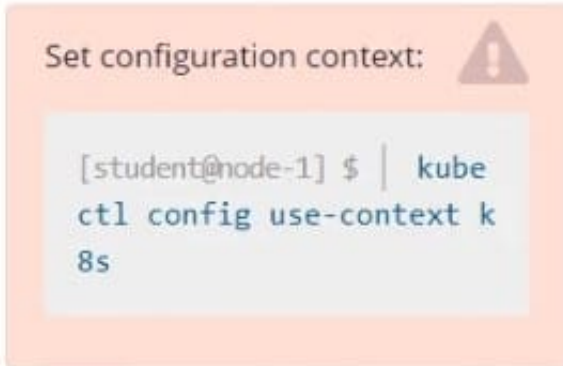 Set configuration context:
[student@node-1] $ | kube
ctl config use-context k
8s